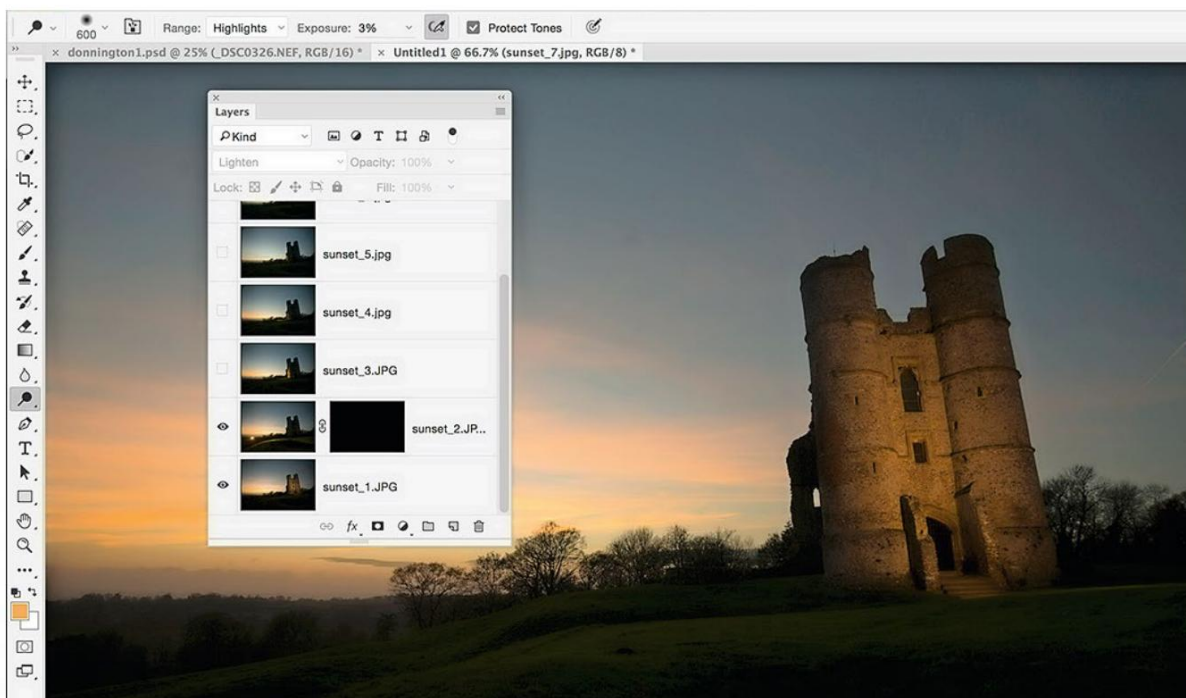 600 Range: Highlights Exposure: 3% Protect Tones
donnington1.psd @ 25% (_DSC0326.NEF, RGB/16) * Untitled1 @ 66.7% (sunset_7.jpg, RGB/8) *
Layers
Kind
Lighten Opacity: 100%
Lock: Fill: 100%
sunset_5.jpg
sunset_4.jpg
sunset_3.JPG
sunset_2.JP...
sunset_1.JPG
fx